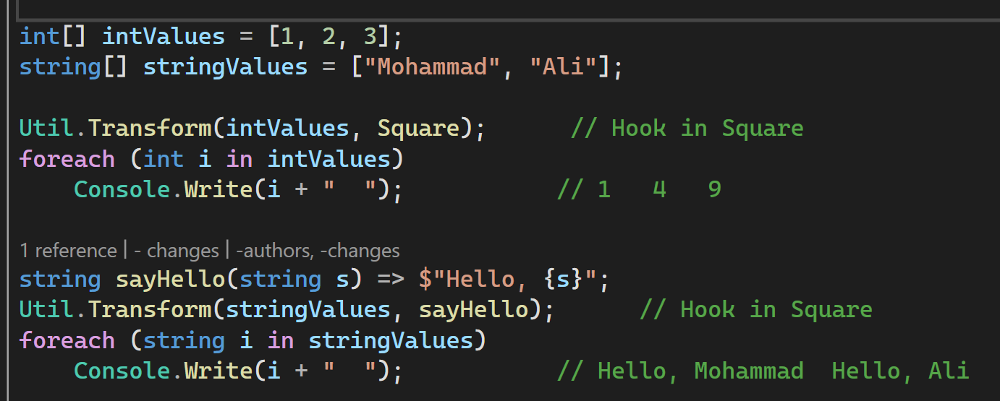 int[] intValues = [1, 2, 3];
string[] stringValues = ["Mohammad", "Ali"];
Util.Transform(intValues, Square);      // Hook in Square
foreach (int i in intValues)
    Console.Write(i + "  ");           // 1   4   9
1 reference | - changes | -authors, -changes
string sayHello(string s) => $"Hello, {s}";
Util.Transform(stringValues, sayHello);      // Hook in Square
foreach (string i in stringValues)
    Console.Write(i + "  ");           // Hello, Mohammad  Hello, Ali